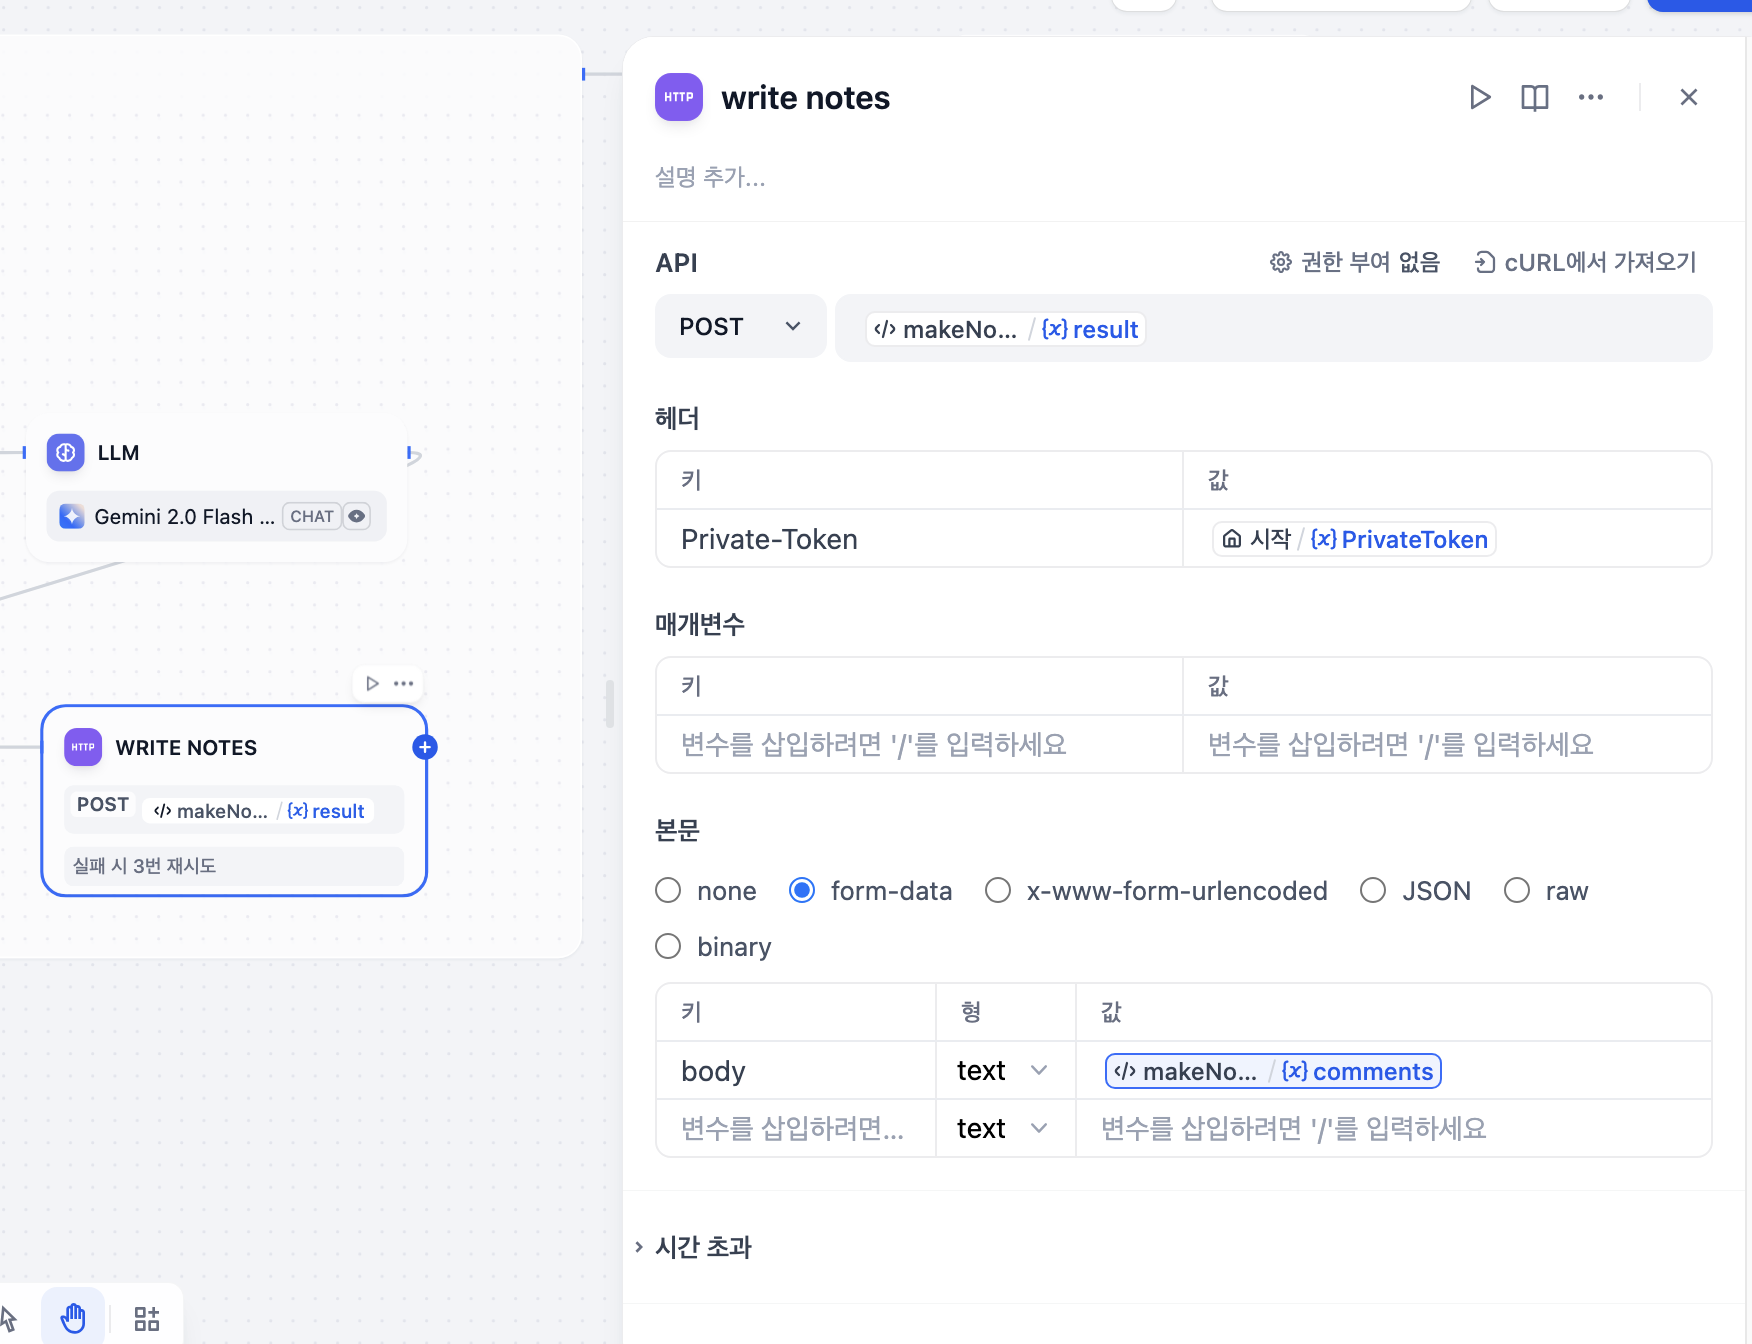 LLM
Gemini 2.0 Flash ... CHAT
HTTP WRITE NOTES
POST </> makeNo... / {x} result
실패 시 3번 재시도
HTTP write notes
설명 추가...
API 권한 부여 없음 cURL에서 가져오기
POST </> makeNo... / {x} result
헤더
키 값
Private-Token 시작 / {x} PrivateToken
매개변수
키 값
변수를 삽입하려면 '/'를 입력하세요 변수를 삽입하려면 '/'를 입력하세요
본문
none form-data x-www-form-urlencoded JSON raw
binary
키 형 값
body text </> makeNo... / {x} comments
변수를 삽입하려면... text 변수를 삽입하려면 '/'를 입력하세요
시간 초과